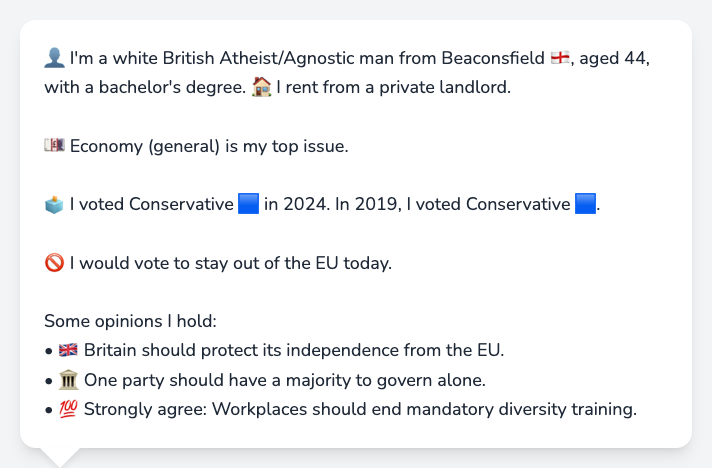 👤 I'm a white British Atheist/Agnostic man from Beaconsfield 🏴󠁧󠁢󠁥󠁮󠁧󠁿, aged 44,
with a bachelor's degree. 🏠 I rent from a private landlord.
💷 Economy (general) is my top issue.
🗳️ I voted Conservative 🟦 in 2024. In 2019, I voted Conservative 🟦.
🚫 I would vote to stay out of the EU today.
Some opinions I hold:
• 🇬🇧 Britain should protect its independence from the EU.
• 🏛️ One party should have a majority to govern alone.
• 💯 Strongly agree: Workplaces should end mandatory diversity training.